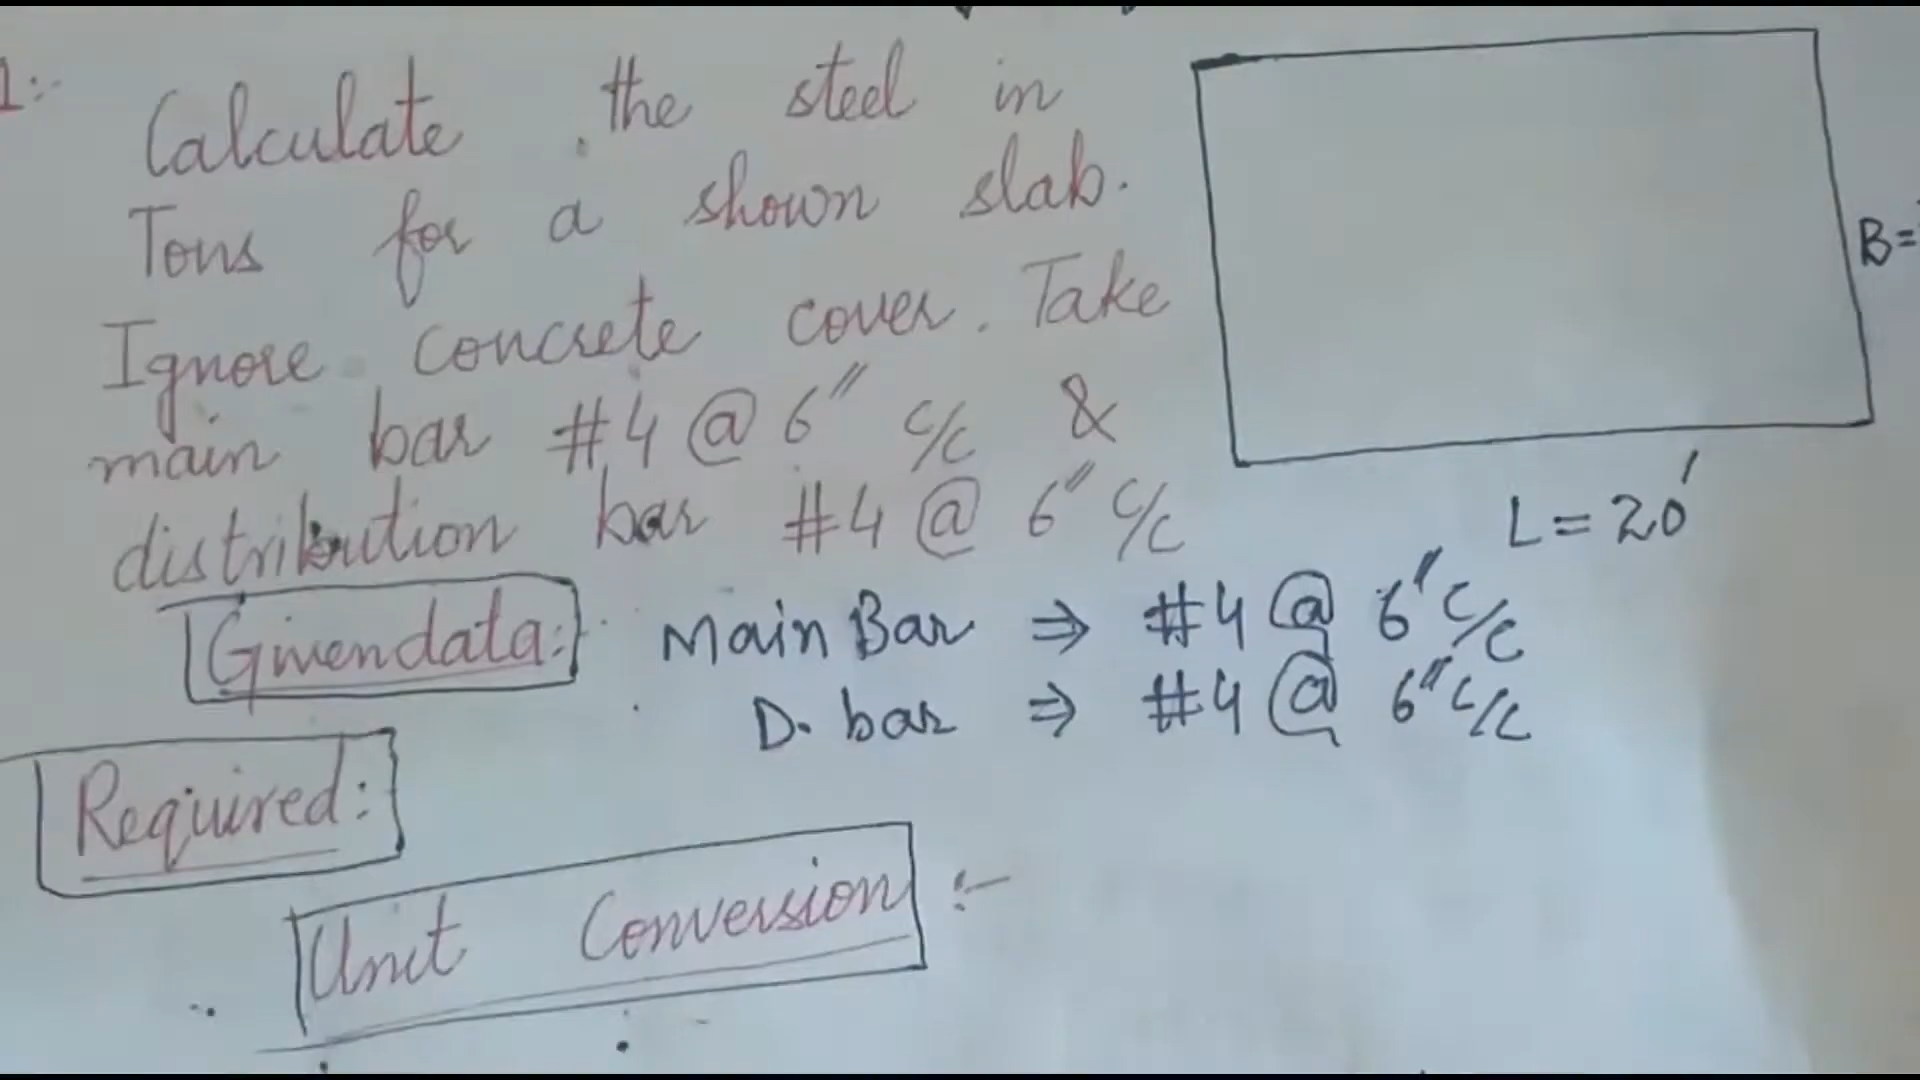 1:-
Calculate the steel in
Tons for a shown slab.
Ignore concrete cover. Take
main bar #4 @ 6" c/c &
distribution bar #4 @ 6" c/c
B=
L = 20'
Givendata: Main Bar ⇒ #4 @ 6" c/c
D. bar ⇒ #4 @ 6" c/c
Required:
Unit Conversion :-